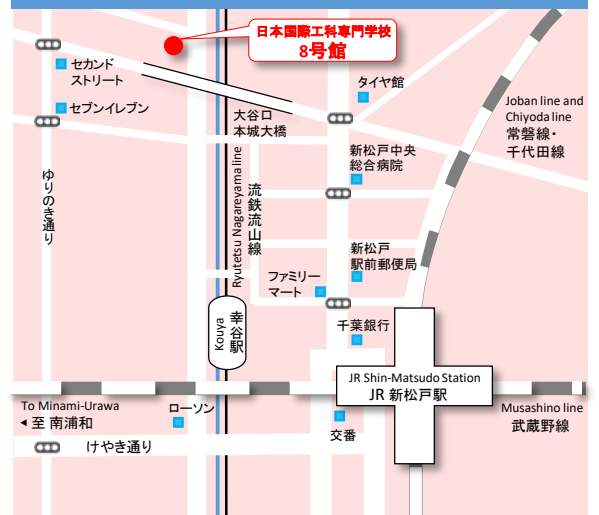 日本国際工科専門学校
8号館
セカンド
ストリート
セブンイレブン
タイヤ館
大谷口
本城大橋
Joban line and
Chiyoda line
常磐線・
千代田線
新松戸中央
総合病院
ゆりのき通り
Ryutetsu Nagareyama line
流鉄流山線
新松戸
駅前郵便局
ファミリー
マート
千葉銀行
Kouya
幸谷駅
JR Shin-Matsudo Station
JR 新松戸駅
To Minami-Urawa
至 南浦和
ローソン
交番
Musashino line
武蔵野線
けやき通り